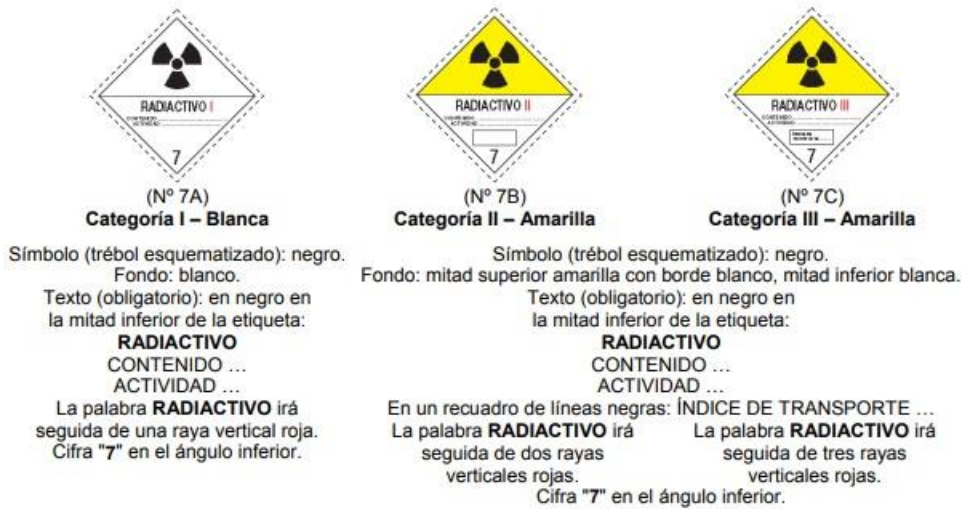 RADIACTIVO I
CONTENIDO
ACTIVIDAD
7
(Nº 7A)
Categoría I – Blanca
Símbolo (trébol esquematizado): negro.
Fondo: blanco.
Texto (obligatorio): en negro en
la mitad inferior de la etiqueta:
RADIACTIVO
CONTENIDO …
ACTIVIDAD …
La palabra RADIACTIVO irá
seguida de una raya vertical roja.
Cifra "7" en el ángulo inferior.
RADIACTIVO II
CONTENIDO
ACTIVIDAD
7
(Nº 7B)
Categoría II – Amarilla
RADIACTIVO III
CONTENIDO
ACTIVIDAD
7
(Nº 7C)
Categoría III – Amarilla
Símbolo (trébol esquematizado): negro.
Fondo: mitad superior amarilla con borde blanco, mitad inferior blanca.
Texto (obligatorio): en negro en
la mitad inferior de la etiqueta:
RADIACTIVO
CONTENIDO …
ACTIVIDAD …
En un recuadro de líneas negras: ÍNDICE DE TRANSPORTE …
La palabra RADIACTIVO irá
seguida de dos rayas
verticales rojas.
La palabra RADIACTIVO irá
seguida de tres rayas
verticales rojas.
Cifra "7" en el ángulo inferior.